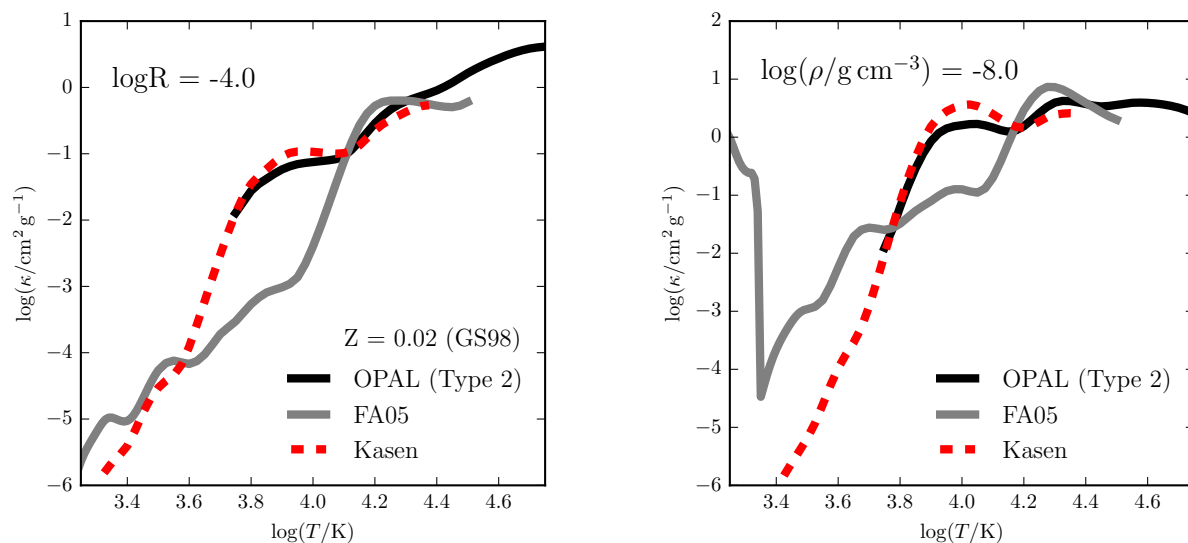 logR = -4.0
Z = 0.02 (GS98)
OPAL (Type 2)
FA05
Kasen
log(κ/cm² g⁻¹)
1
0
−1
−2
−3
−4
−5
−6
3.4 3.6 3.8 4.0 4.2 4.4 4.6
log(T/K)
log(ρ/g cm⁻³) = -8.0
OPAL (Type 2)
FA05
Kasen
log(κ/cm² g⁻¹)
2
1
0
−1
−2
−3
−4
−5
−6
3.4 3.6 3.8 4.0 4.2 4.4 4.6
log(T/K)